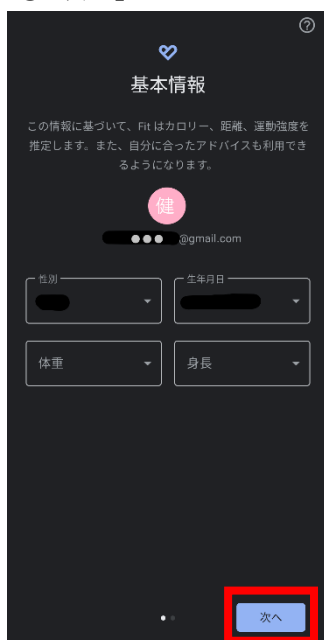 基本情報
この情報に基づいて、Fit はカロリー、距離、運動強度を
推定します。また、自分に合ったアドバイスも利用でき
るようになります。
健
@gmail.com
性別
生年月日
体重
身長
次へ